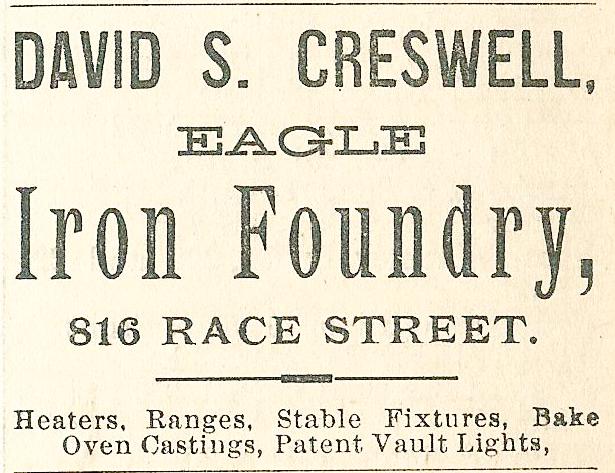 DAVID S. CRESWELL,
EAGLE
Iron Foundry,
816 RACE STREET.
Heaters, Ranges, Stable Fixtures, Bake
Oven Castings, Patent Vault Lights,